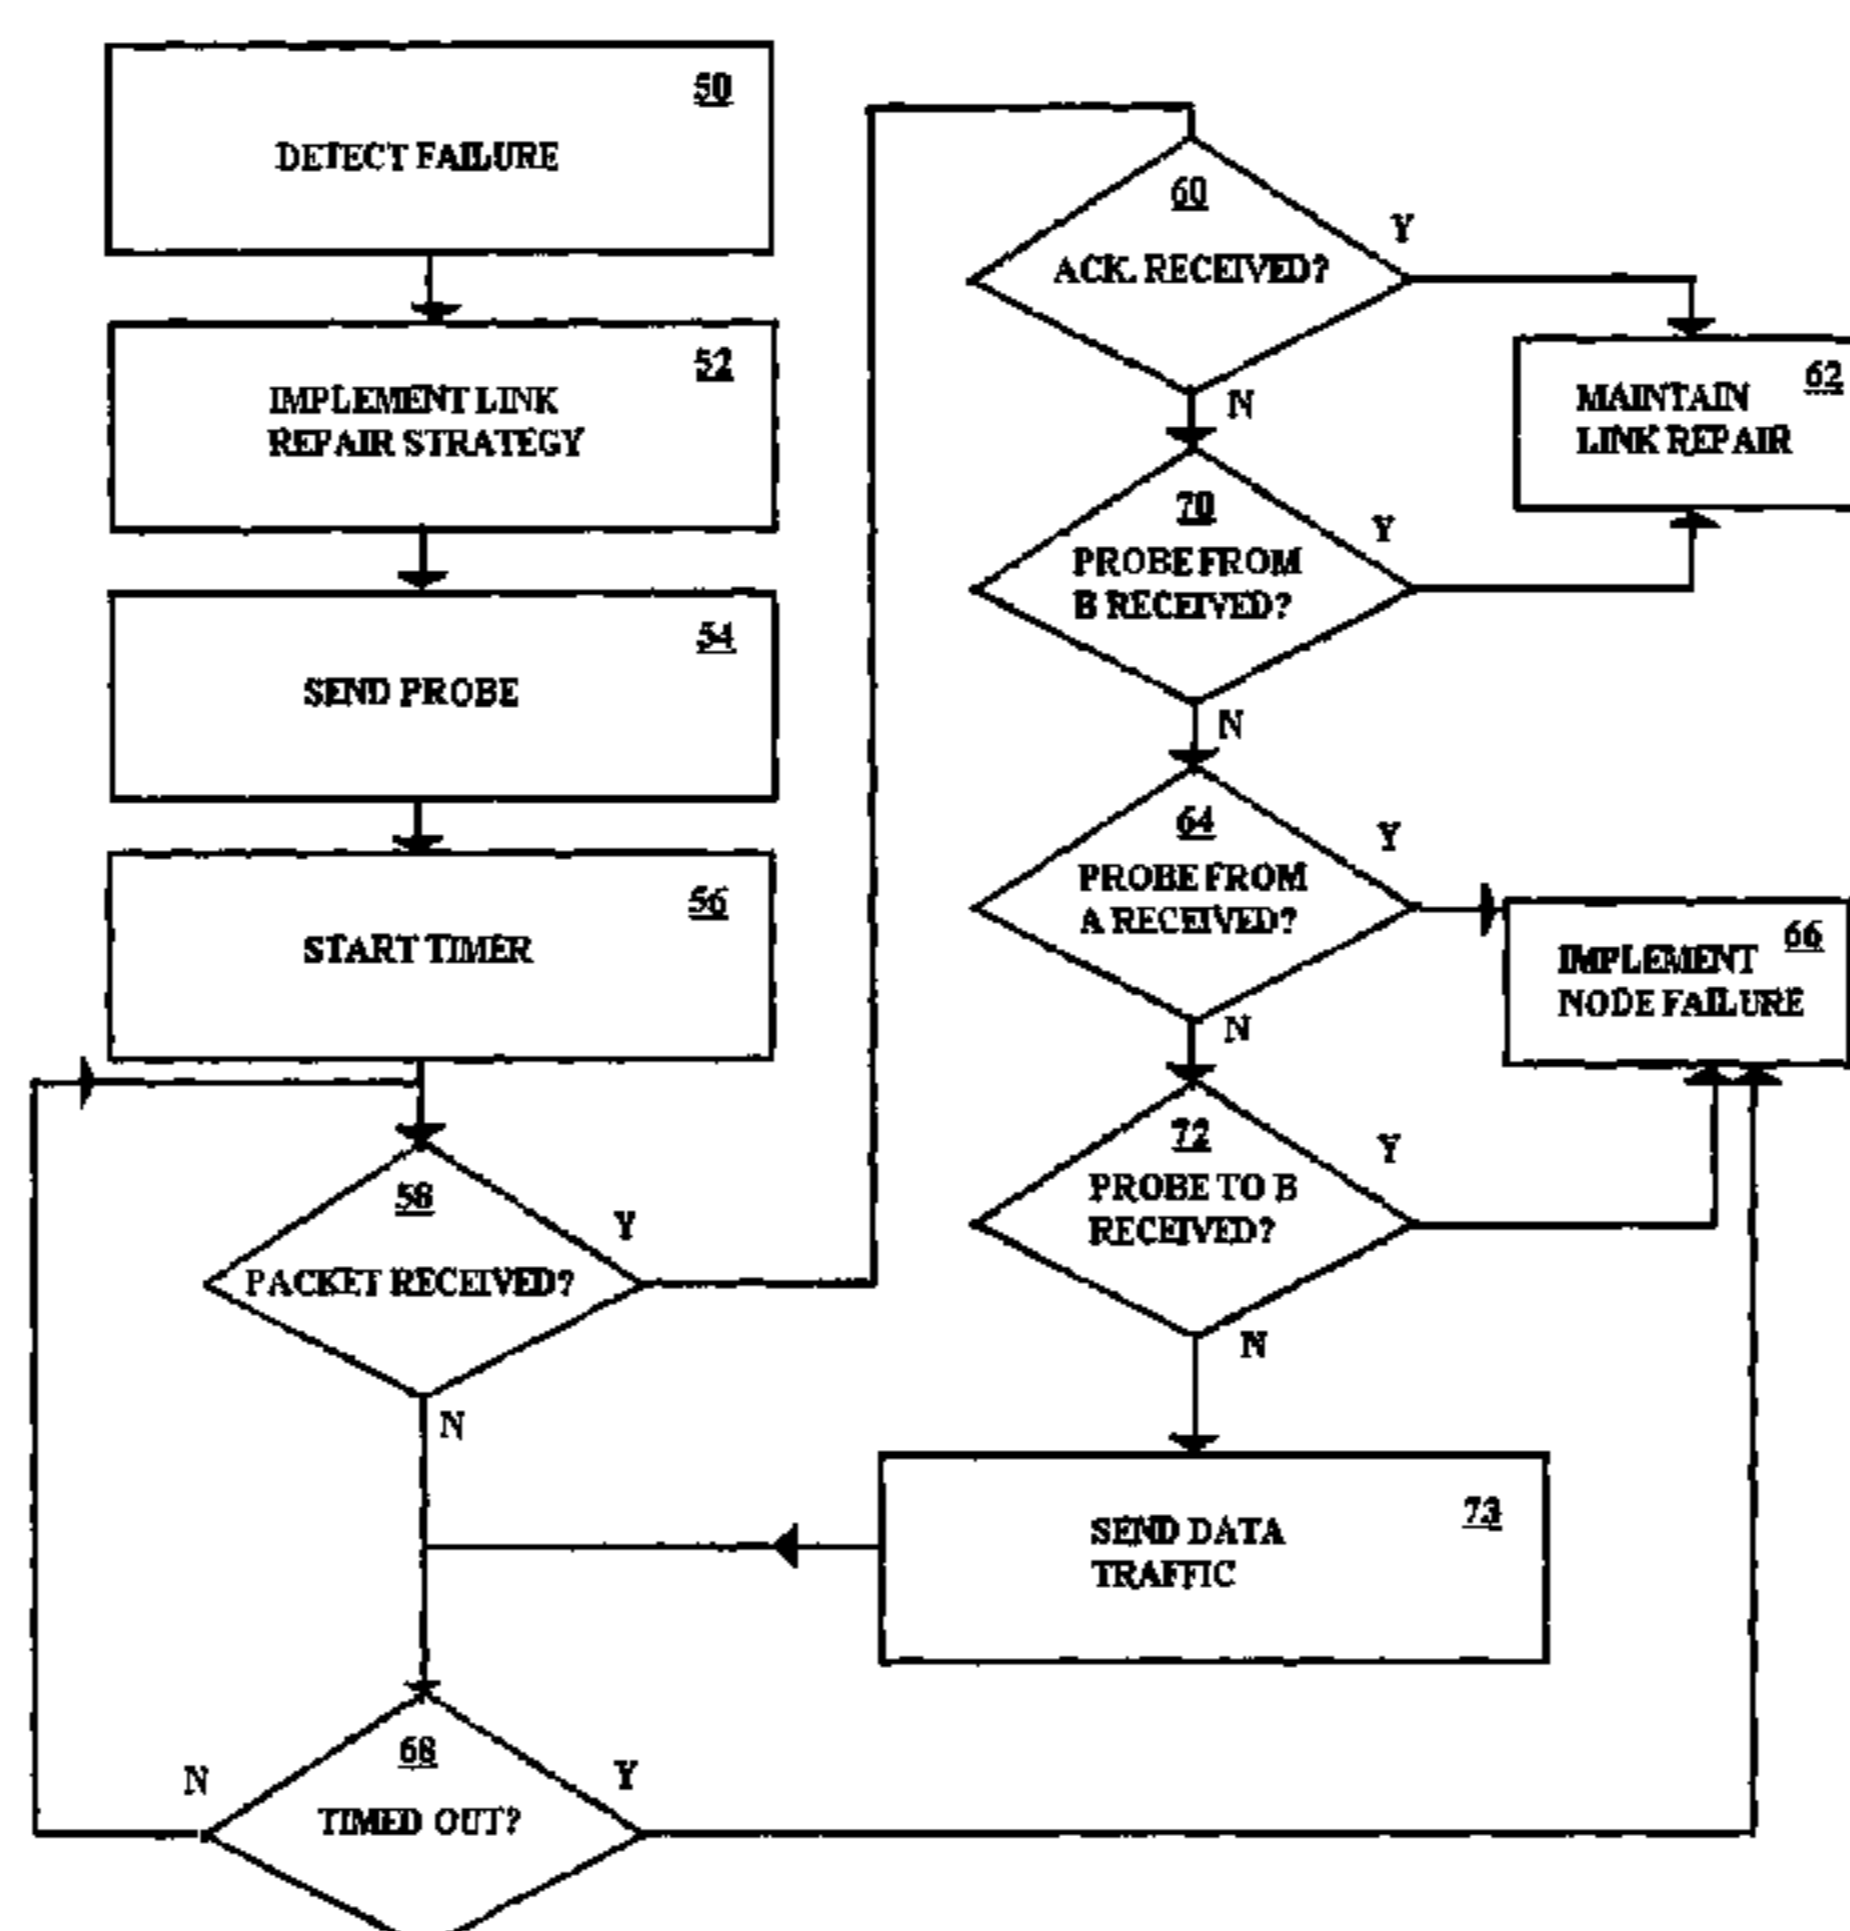 50
DETECT FAILURE
52
IMPLEMENT LINK
REPAIR STRATEGY
54
SEND PROBE
56
START TIMER
58
PACKET RECEIVED?
Y
N
68
TIMED OUT?
N
Y
60
ACK. RECEIVED?
Y
N
62
MAINTAIN
LINK REPAIR
70
PROBE FROM
B RECEIVED?
Y
N
64
PROBE FROM
A RECEIVED?
Y
N
66
IMPLEMENT
NODE FAILURE
72
PROBE TO B
RECEIVED?
Y
N
73
SEND DATA
TRAFFIC